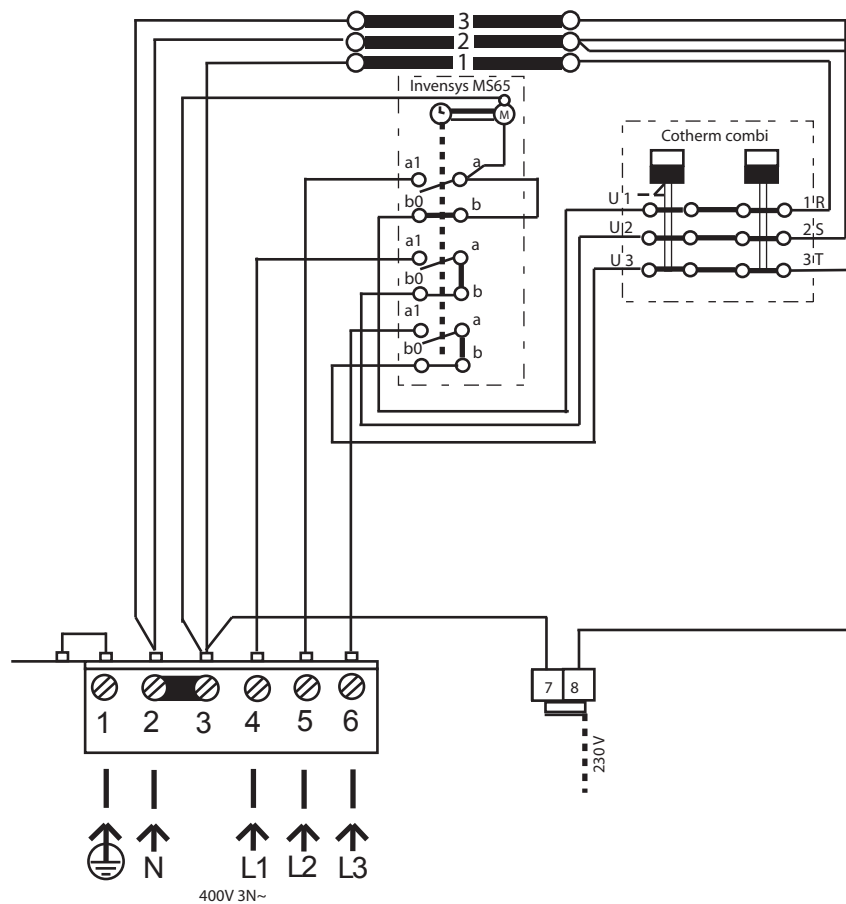 3
2
1
Invensys MS65
M
Cotherm combi
a1
a
U 1
1 R
b0
b
U 2
2 S
a1
a
U 3
3 T
b0
b
a1
a
b0
b
7
8
1
2
3
4
5
6
230 V
N
L1
L2
L3
400V 3N~